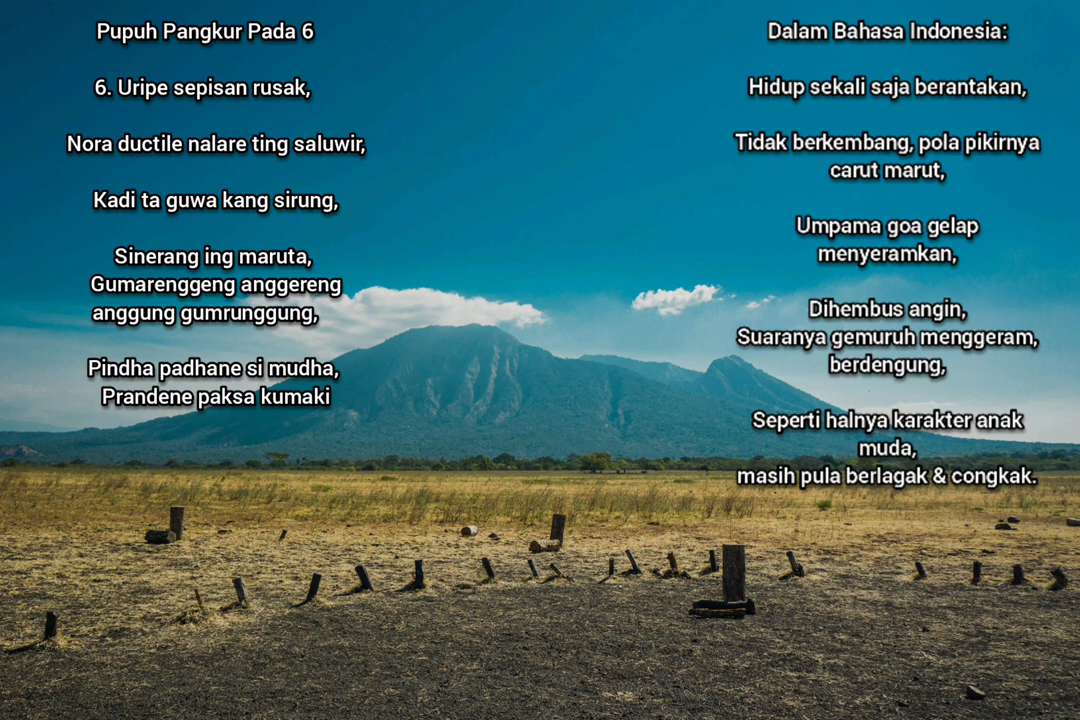 Pupuh Pangkur Pada 6
6. Uripe sepisan rusak,
Nora ductile nalare ting saluwir,
Kadi ta guwa kang sirung,
Sinerang ing maruta,
Gumarenggeng anggereng
anggung gumrunggung,
Pindha padhane si mudha,
Prandene paksa kumaki
Dalam Bahasa Indonesia:
Hidup sekali saja berantakan,
Tidak berkembang, pola pikirnya
carut marut,
Umpama goa gelap
menyeramkan,
Dihembus angin,
Suaranya gemuruh menggeram,
berdengung,
Seperti halnya karakter anak
muda,
masih pula berlagak & congkak.